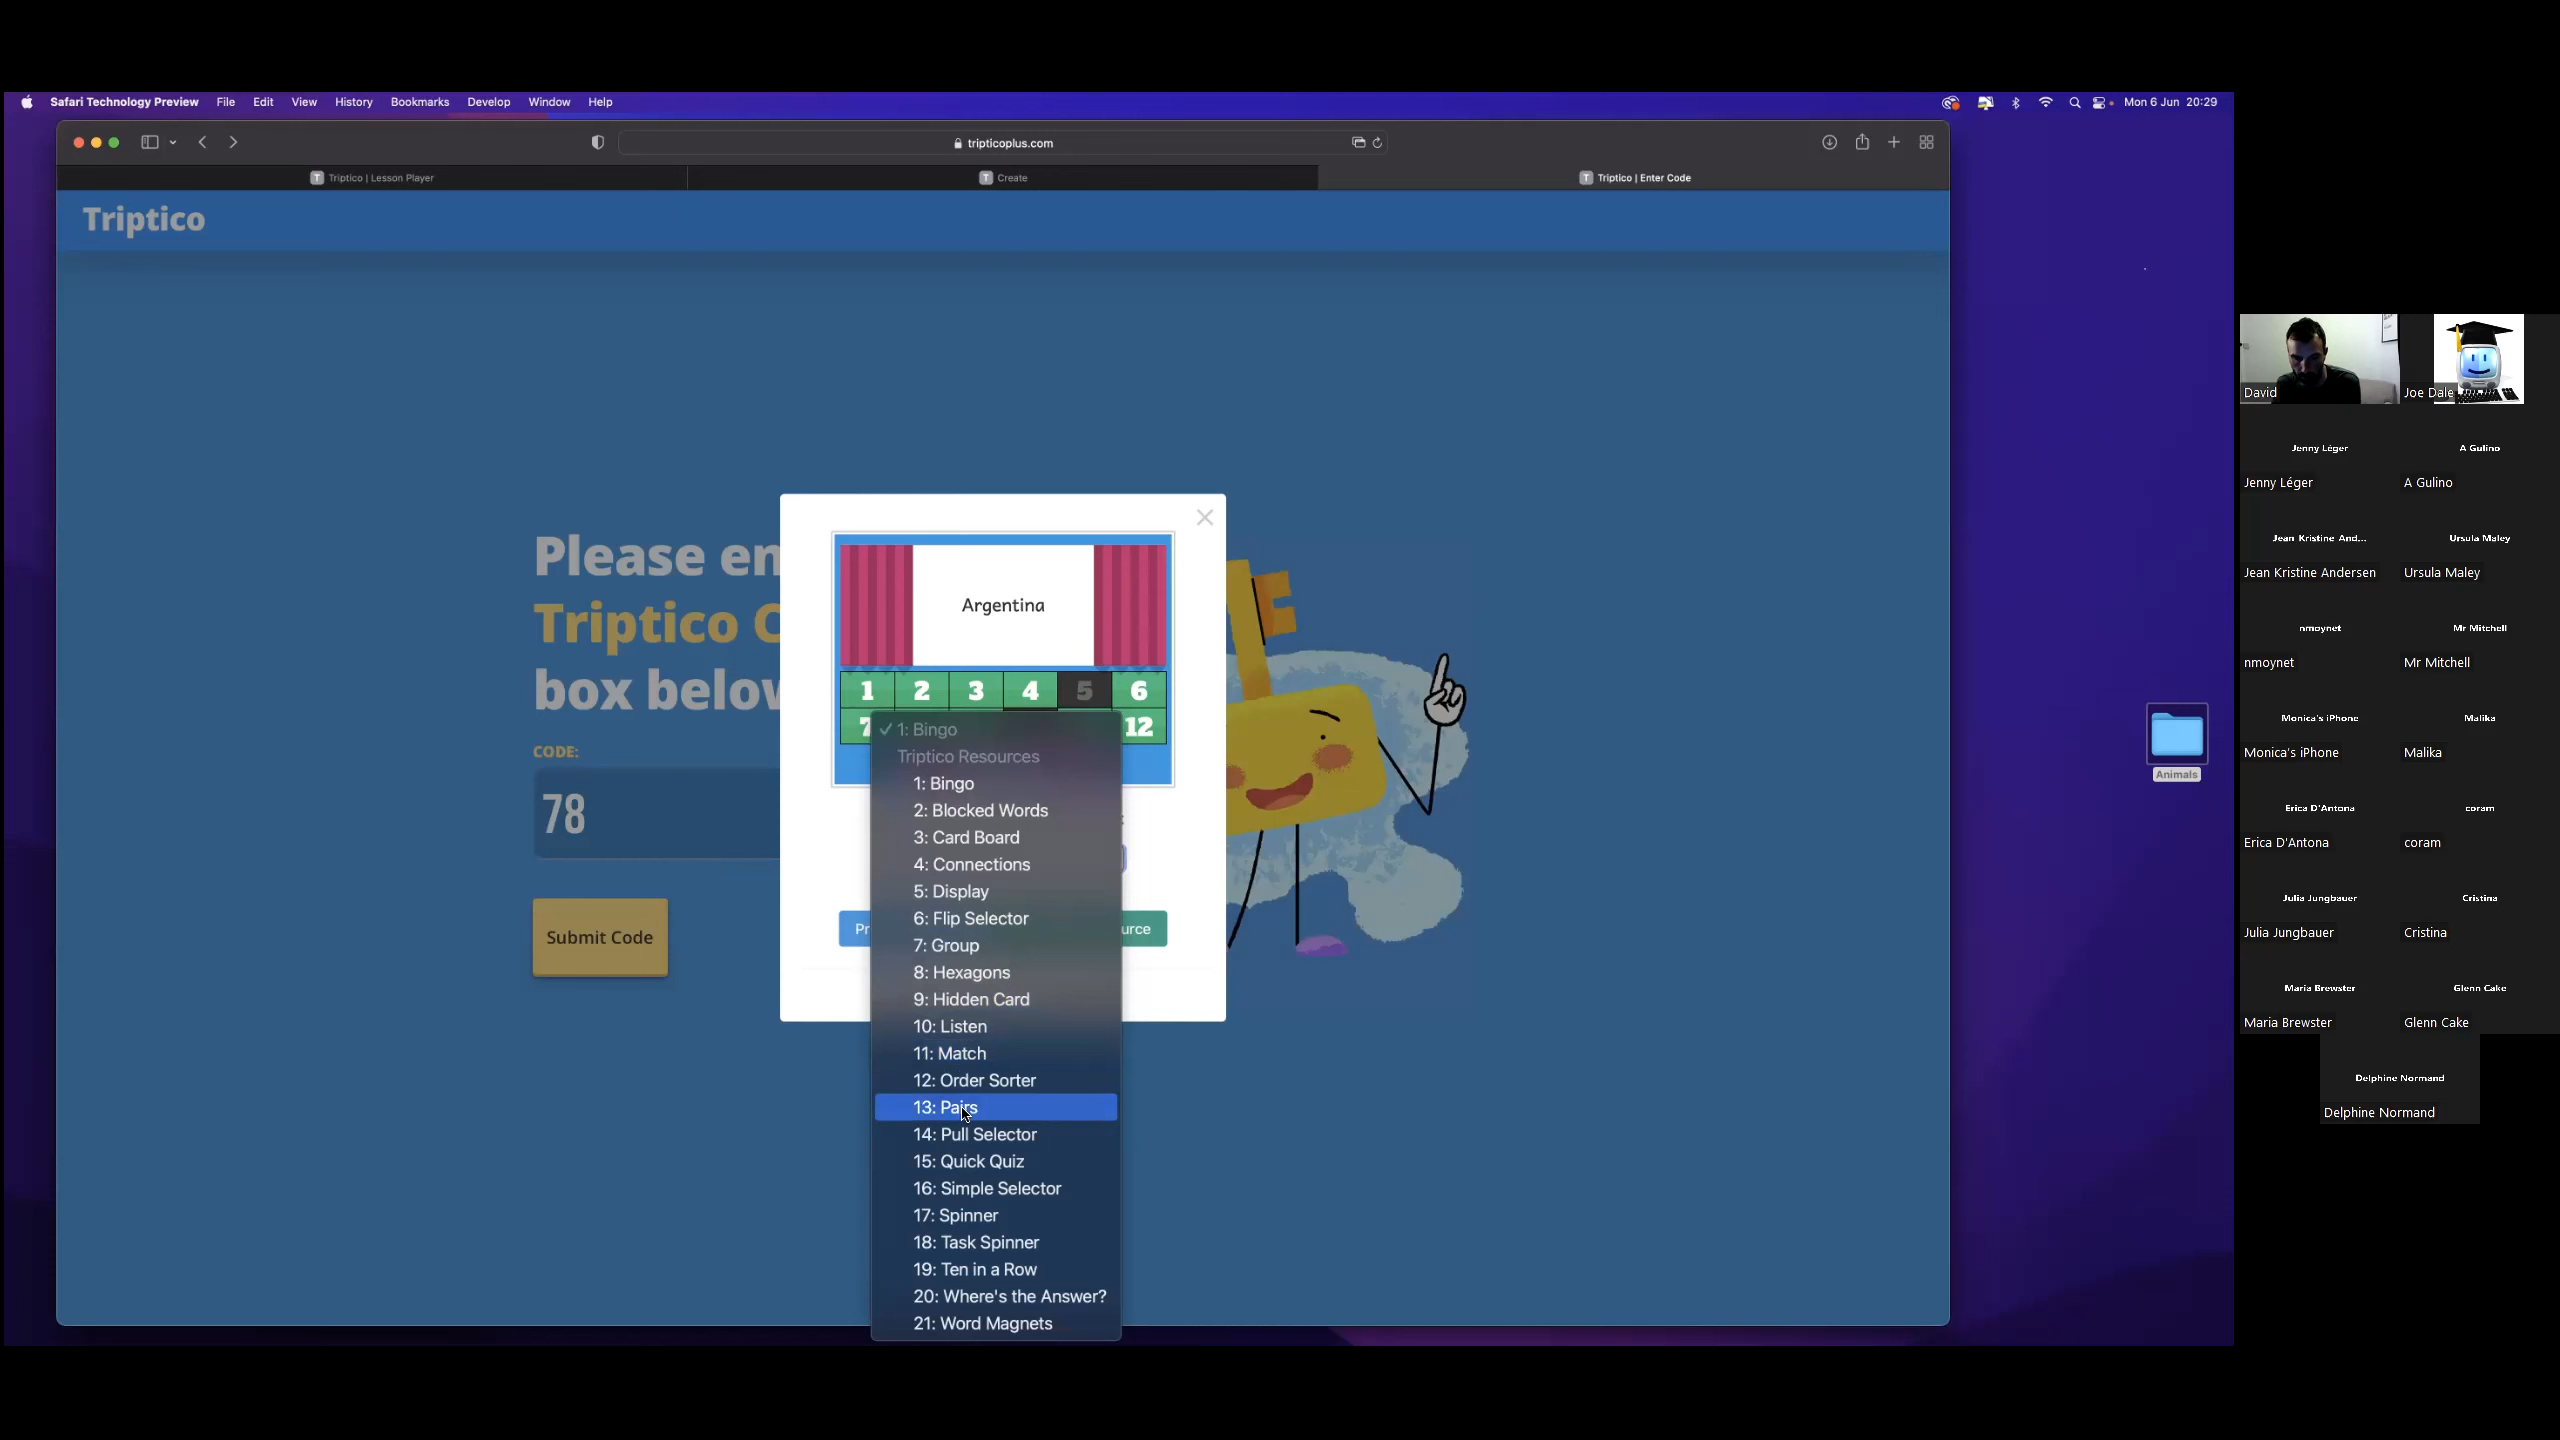 Safari Technology Preview File Edit View History Bookmarks Develop Window Help
Mon 6 Jun 20:29
tripticoplus.com
Triptico | Lesson Player
Create
Triptico | Enter Code
Triptico
Please en
Triptico C
box below
CODE:
78
Submit Code
Argentina
1 2 3 4 5 6
7 12
✓ 1: Bingo
Triptico Resources
1: Bingo
2: Blocked Words
3: Card Board
4: Connections
5: Display
6: Flip Selector
7: Group
8: Hexagons
9: Hidden Card
10: Listen
11: Match
12: Order Sorter
13: Pairs
14: Pull Selector
15: Quick Quiz
16: Simple Selector
17: Spinner
18: Task Spinner
19: Ten in a Row
20: Where's the Answer?
21: Word Magnets
Pr
urce
Animals
David
Joe Dale
Jenny Léger
A Gulino
Jenny Léger
A Gulino
Jean Kristine And...
Ursula Maley
Jean Kristine Andersen
Ursula Maley
nmoynet
Mr Mitchell
nmoynet
Mr Mitchell
Monica's iPhone
Malika
Monica's iPhone
Malika
Erica D'Antona
coram
Erica D'Antona
coram
Julia Jungbauer
Cristina
Julia Jungbauer
Cristina
Maria Brewster
Glenn Cake
Maria Brewster
Glenn Cake
Delphine Normand
Delphine Normand